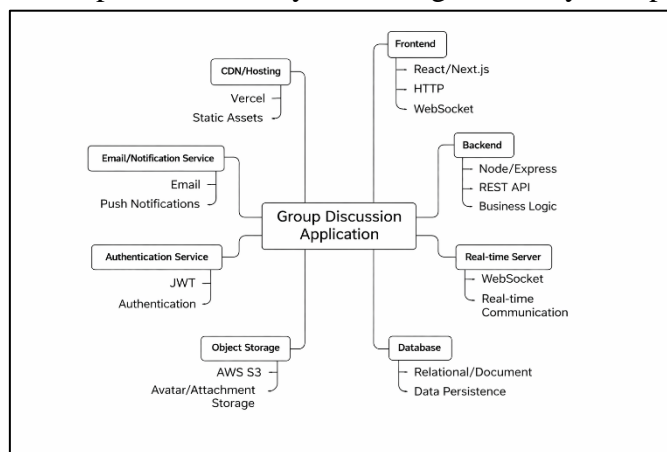 CDN/Hosting
Vercel
Static Assets
Email/Notification Service
Email
Push Notifications
Authentication Service
JWT
Authentication
Object Storage
AWS S3
Avatar/Attachment
Storage
Group Discussion
Application
Frontend
React/Next.js
HTTP
WebSocket
Backend
Node/Express
REST API
Business Logic
Real-time Server
WebSocket
Real-time
Communication
Database
Relational/Document
Data Persistence